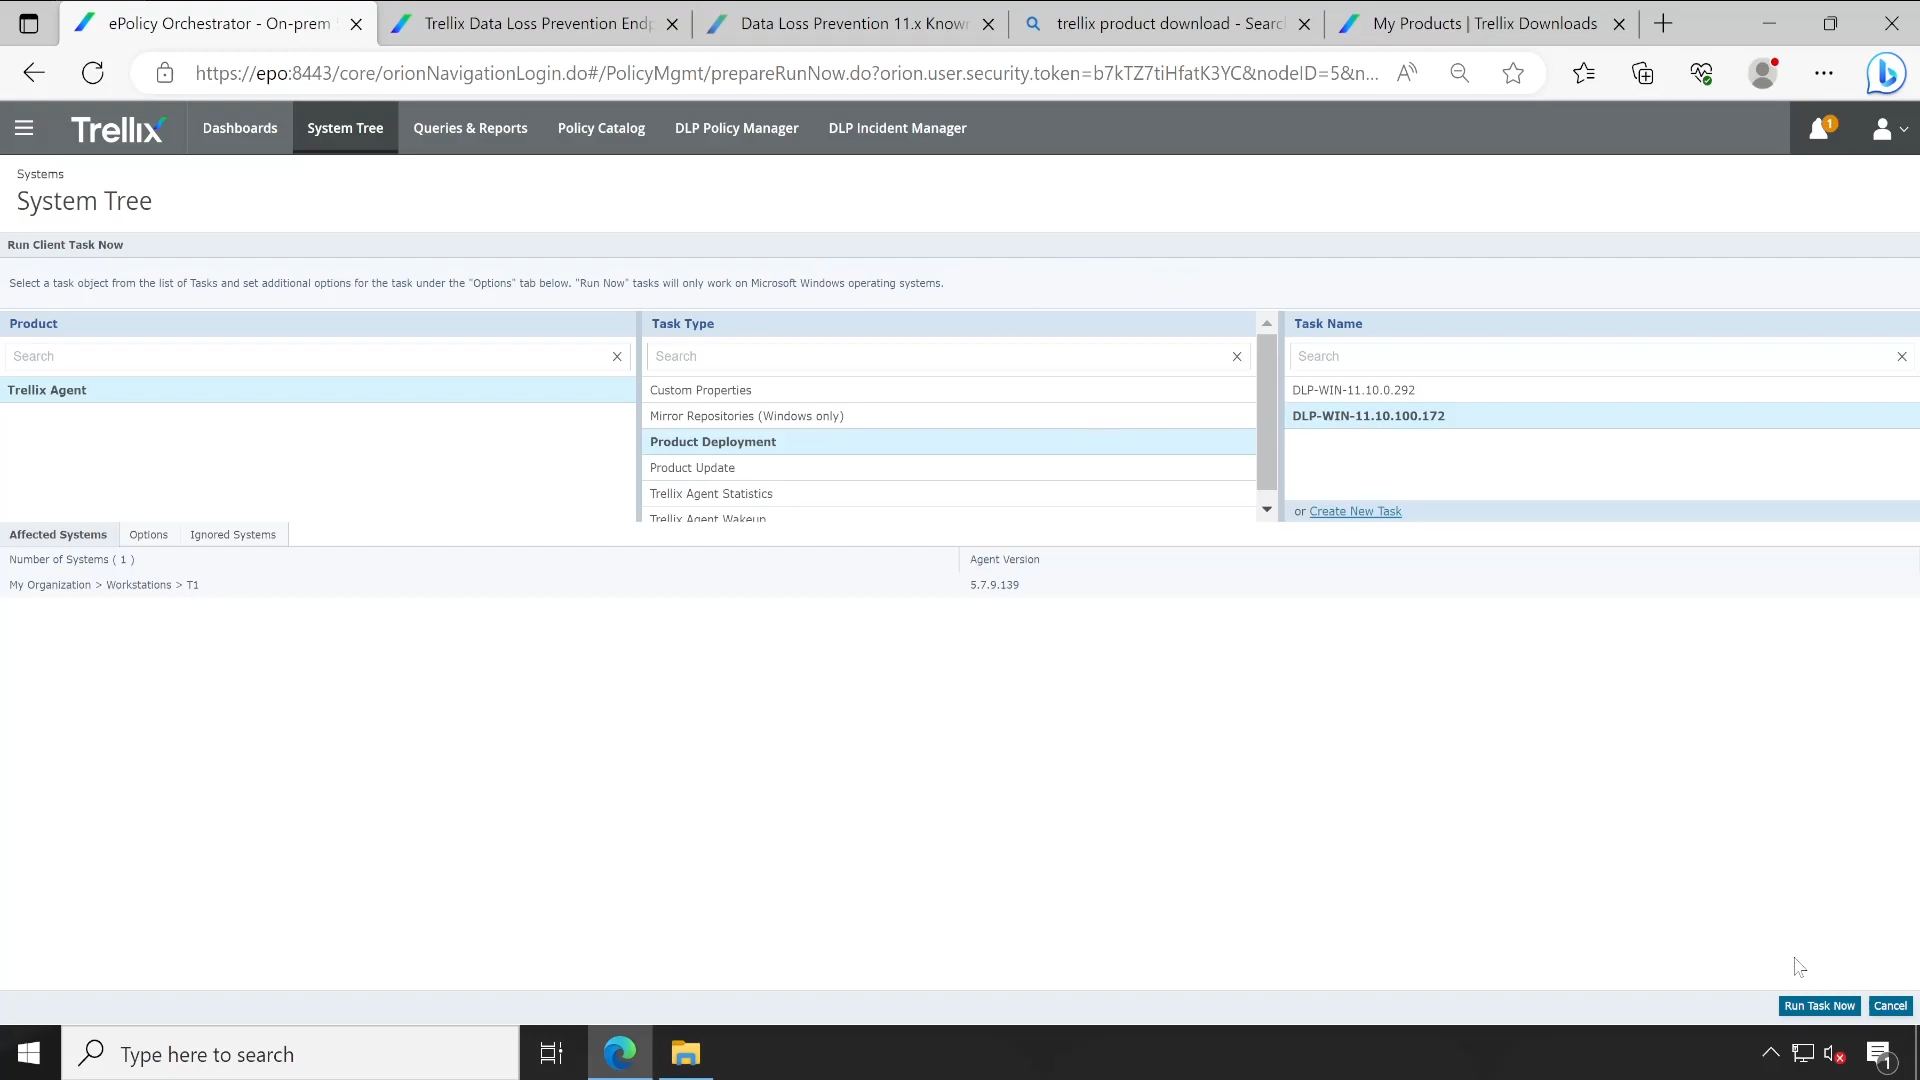 ePolicy Orchestrator - On-prem
Trellix Data Loss Prevention Endp
Data Loss Prevention 11.x Known
trellix product download - Searc
My Products | Trellix Downloads
https://epo:8443/core/orionNavigationLogin.do#/PolicyMgmt/prepareRunNow.do?orion.user.security.token=b7kTZ7tiHfatK3YC&nodeID=5&n...
Trellix
Dashboards
System Tree
Queries & Reports
Policy Catalog
DLP Policy Manager
DLP Incident Manager
1
Systems
System Tree
Run Client Task Now
Select a task object from the list of Tasks and set additional options for the task under the "Options" tab below. "Run Now" tasks will only work on Microsoft Windows operating systems.
Product
Search
Trellix Agent
Task Type
Search
Custom Properties
Mirror Repositories (Windows only)
Product Deployment
Product Update
Trellix Agent Statistics
Trellix Agent Wakeup
Task Name
Search
DLP-WIN-11.10.0.292
DLP-WIN-11.10.100.172
or Create New Task
Affected Systems
Options
Ignored Systems
Number of Systems ( 1 )
Agent Version
My Organization > Workstations > T1
5.7.9.139
Run Task Now
Cancel
Type here to search
1